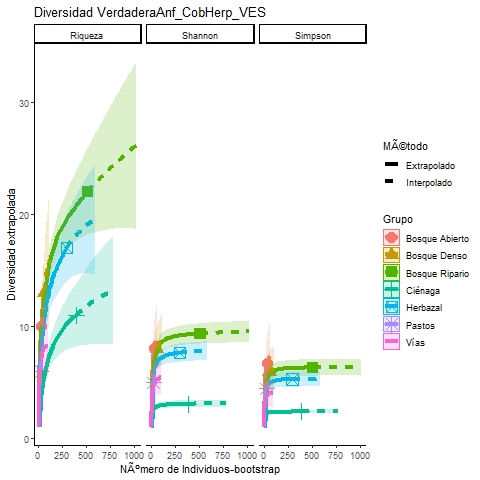 Diversidad VerdaderaAnf_CobHerp_VES
Riqueza
Shannon
Simpson
Diversidad extrapolada
30
20
10
0
0 250 500 750 1000
0 250 500 750 1000
0 250 500 750 1000
NÃºmero de Individuos-bootstrap
MÃ©todo
Extrapolado
Interpolado
Grupo
Bosque Abierto
Bosque Denso
Bosque Ripario
Ciénaga
Herbazal
Pastos
Vías